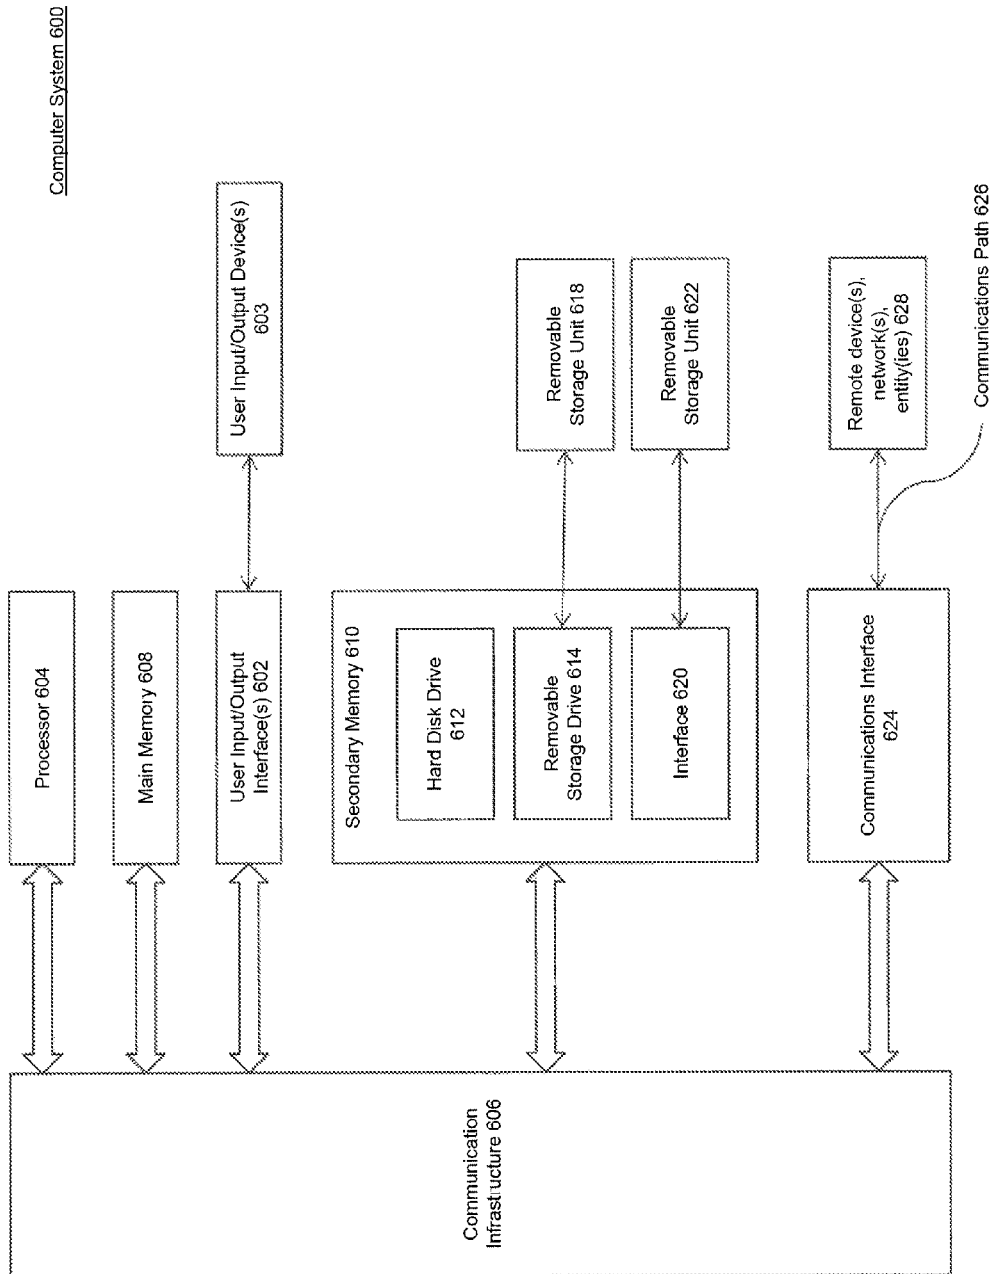 Computer System 600
Processor 604
Main Memory 608
User Input/Output
Interface(s) 602
User Input/Output Device(s)
603
Communication
Infrastructure 606
Secondary Memory 610
Hard Disk Drive
612
Removable
Storage Drive 614
Removable
Storage Unit 618
Interface 620
Removable
Storage Unit 622
Communications Interface
624
Remote device(s),
network(s),
entity(ies) 628
Communications Path 626